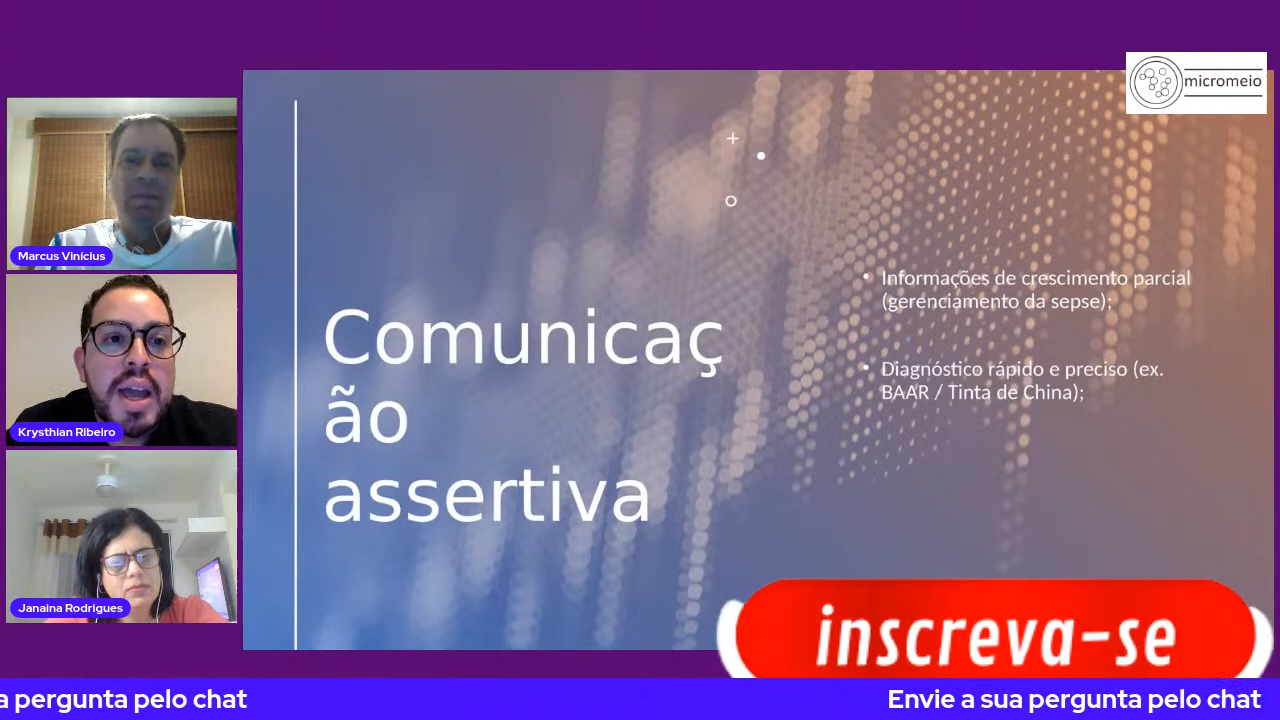 micromeio
Marcus Vinícius
Krysthian Ribeiro
Janaina Rodrigues
Comunicaç
ão
assertiva
• Informações de crescimento parcial
(gerenciamento da sepse);
• Diagnóstico rápido e preciso (ex.
BAAR / Tinta de China);
inscreva-se
a pergunta pelo chat
Envie a sua pergunta pelo chat